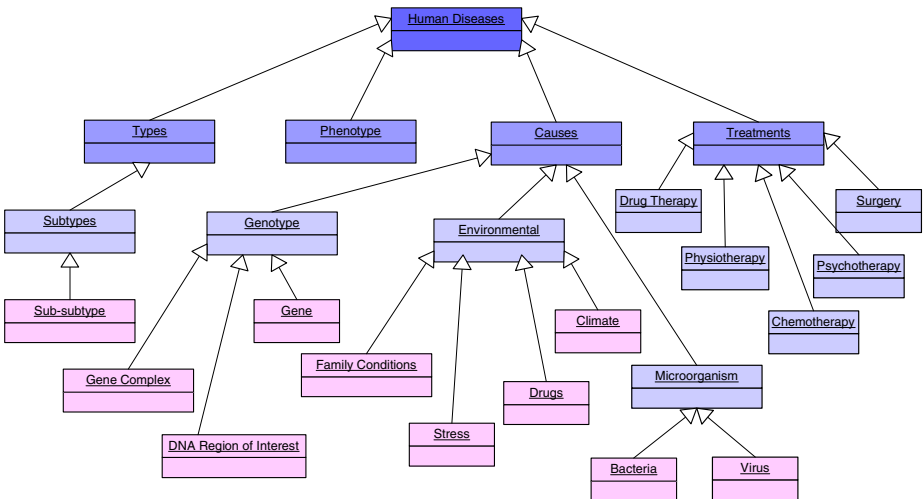 Human Diseases
Types
Phenotype
Causes
Treatments
Subtypes
Genotype
Environmental
Drug Therapy
Surgery
Physiotherapy
Psychotherapy
Sub-subtype
Gene
Climate
Chemotherapy
Gene Complex
Family Conditions
Drugs
Microorganism
DNA Region of Interest
Stress
Bacteria
Virus